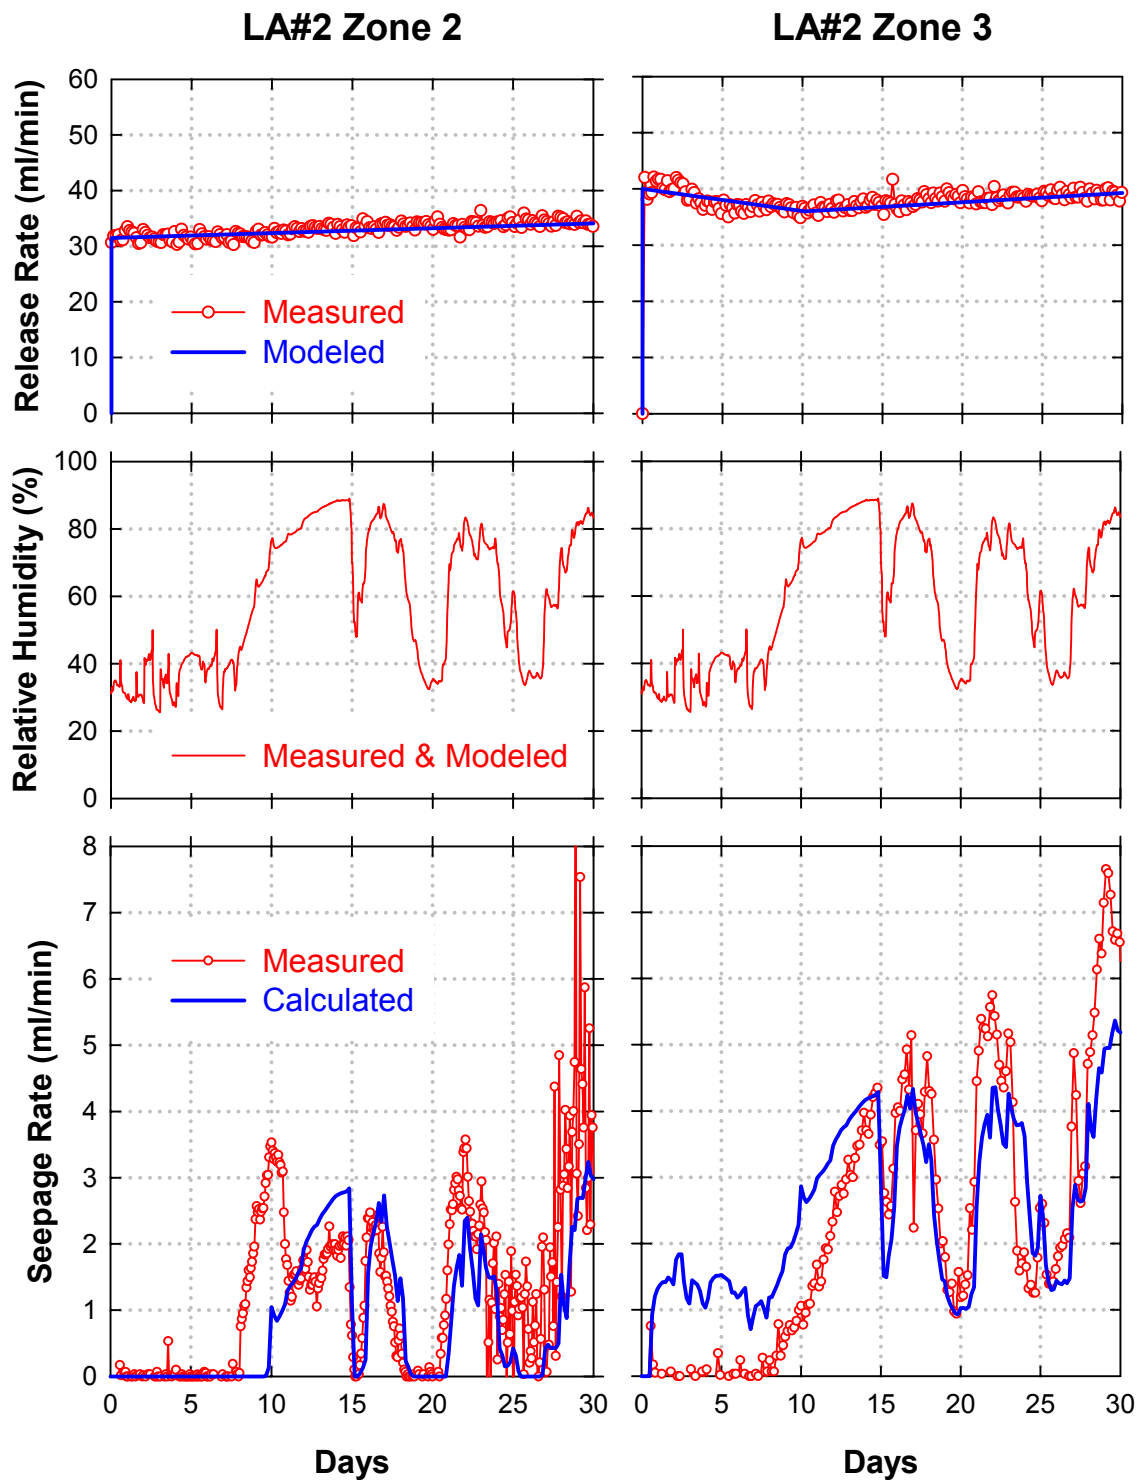 LA#2 Zone 2
LA#2 Zone 3
Release Rate (ml/min)
60
50
40
30
20
10
0
Measured
Modeled
Relative Humidity (%)
100
80
60
40
20
0
Measured & Modeled
Seepage Rate (ml/min)
8
7
6
5
4
3
2
1
0
Measured
Calculated
0 5 10 15 20 25 30
0 5 10 15 20 25 30
Days
Days